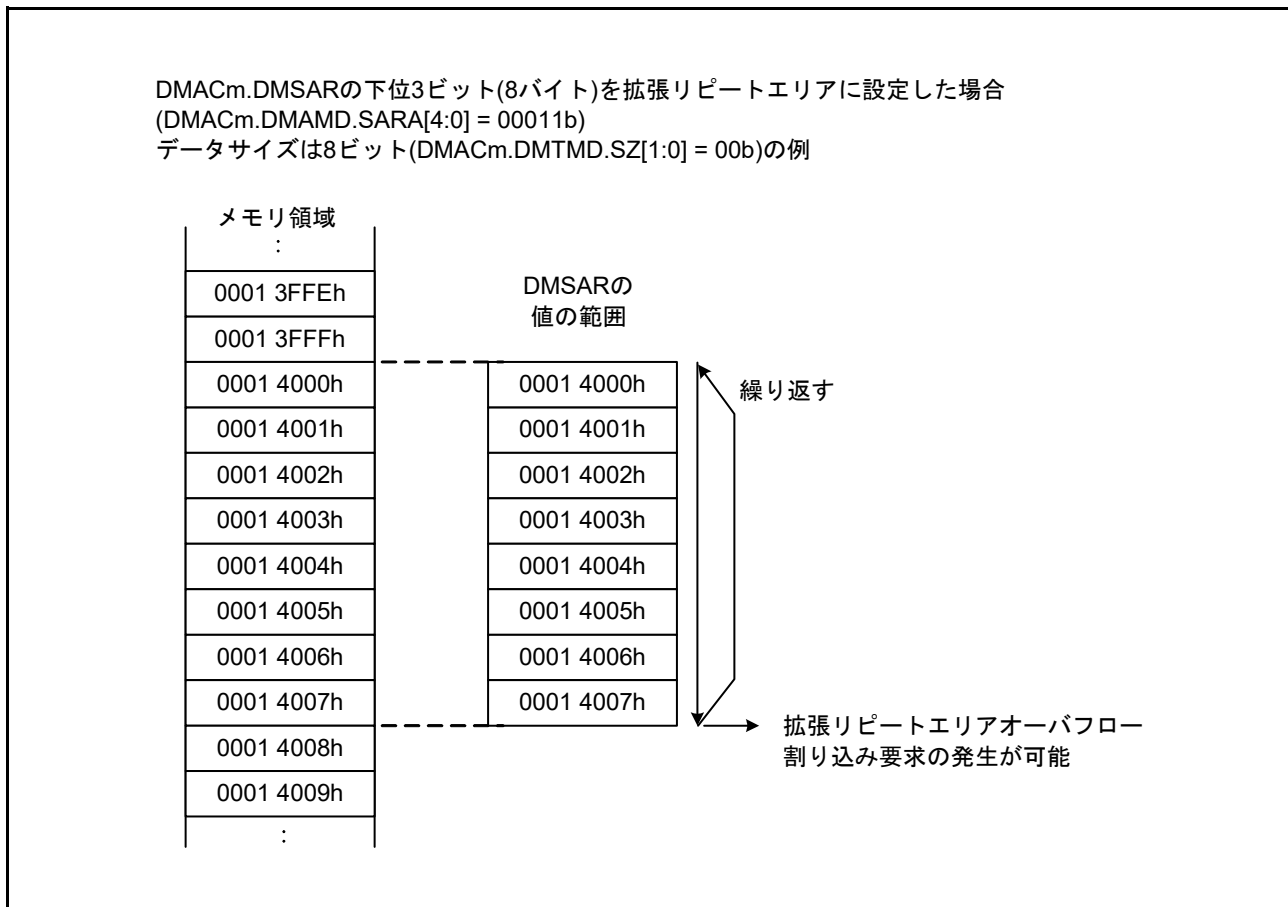 DMACm.DMSARの下位3ビット(8バイト)を拡張リピートエリアに設定した場合
(DMACm.DMAMD.SARA[4:0] = 00011b)
データサイズは8ビット(DMACm.DMTMD.SZ[1:0] = 00b)の例
メモリ領域
:
0001 3FFEh
0001 3FFFh
0001 4000h
0001 4001h
0001 4002h
0001 4003h
0001 4004h
0001 4005h
0001 4006h
0001 4007h
0001 4008h
0001 4009h
:
DMSARの
値の範囲
0001 4000h
0001 4001h
0001 4002h
0001 4003h
0001 4004h
0001 4005h
0001 4006h
0001 4007h
繰り返す
拡張リピートエリアオーバフロー
割り込み要求の発生が可能